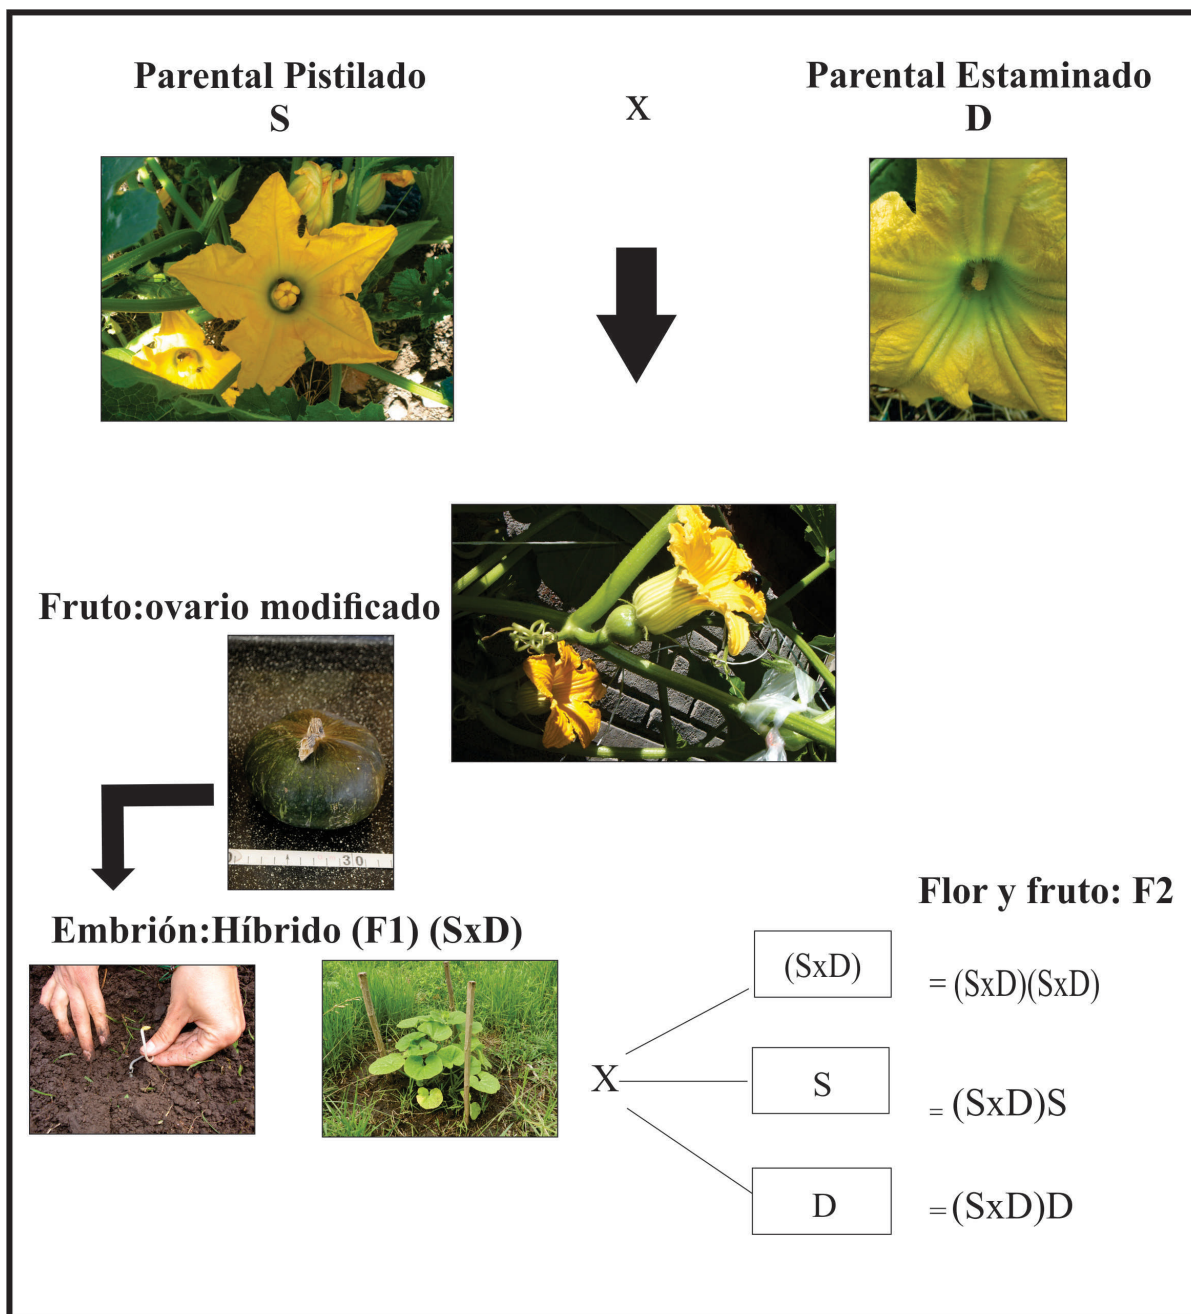 Parental Pistilado
S
X
Parental Estaminado
D
Fruto:ovario modificado
30
Embrión:Híbrido (F1) (SxD)
Flor y fruto: F2
X
(SxD)
= (SxD)(SxD)
S
= (SxD)S
D
= (SxD)D